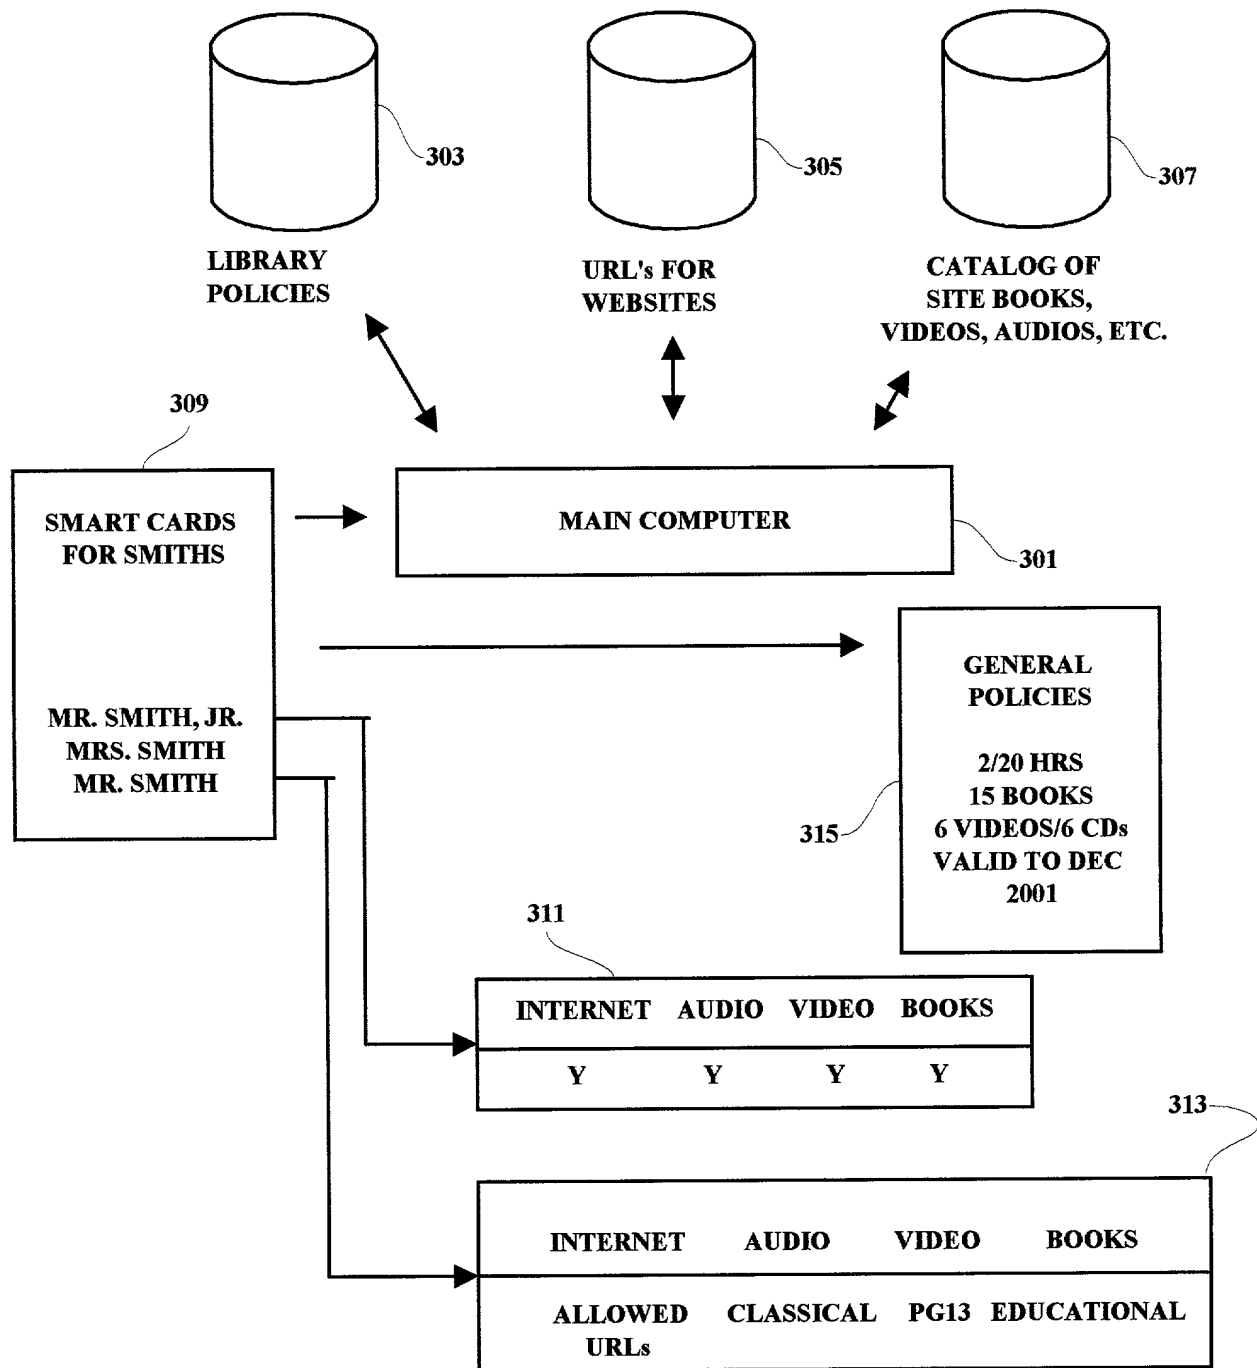 303
305
307
LIBRARY
POLICIES
URL's FOR
WEBSITES
CATALOG OF
SITE BOOKS,
VIDEOS, AUDIOS, ETC.
309
SMART CARDS
FOR SMITHS
MR. SMITH, JR.
MRS. SMITH
MR. SMITH
MAIN COMPUTER
301
GENERAL
POLICIES
2/20 HRS
15 BOOKS
6 VIDEOS/6 CDs
VALID TO DEC
2001
315
311
INTERNET AUDIO VIDEO BOOKS
Y Y Y Y
313
INTERNET AUDIO VIDEO BOOKS
ALLOWED CLASSICAL PG13 EDUCATIONAL
URLs